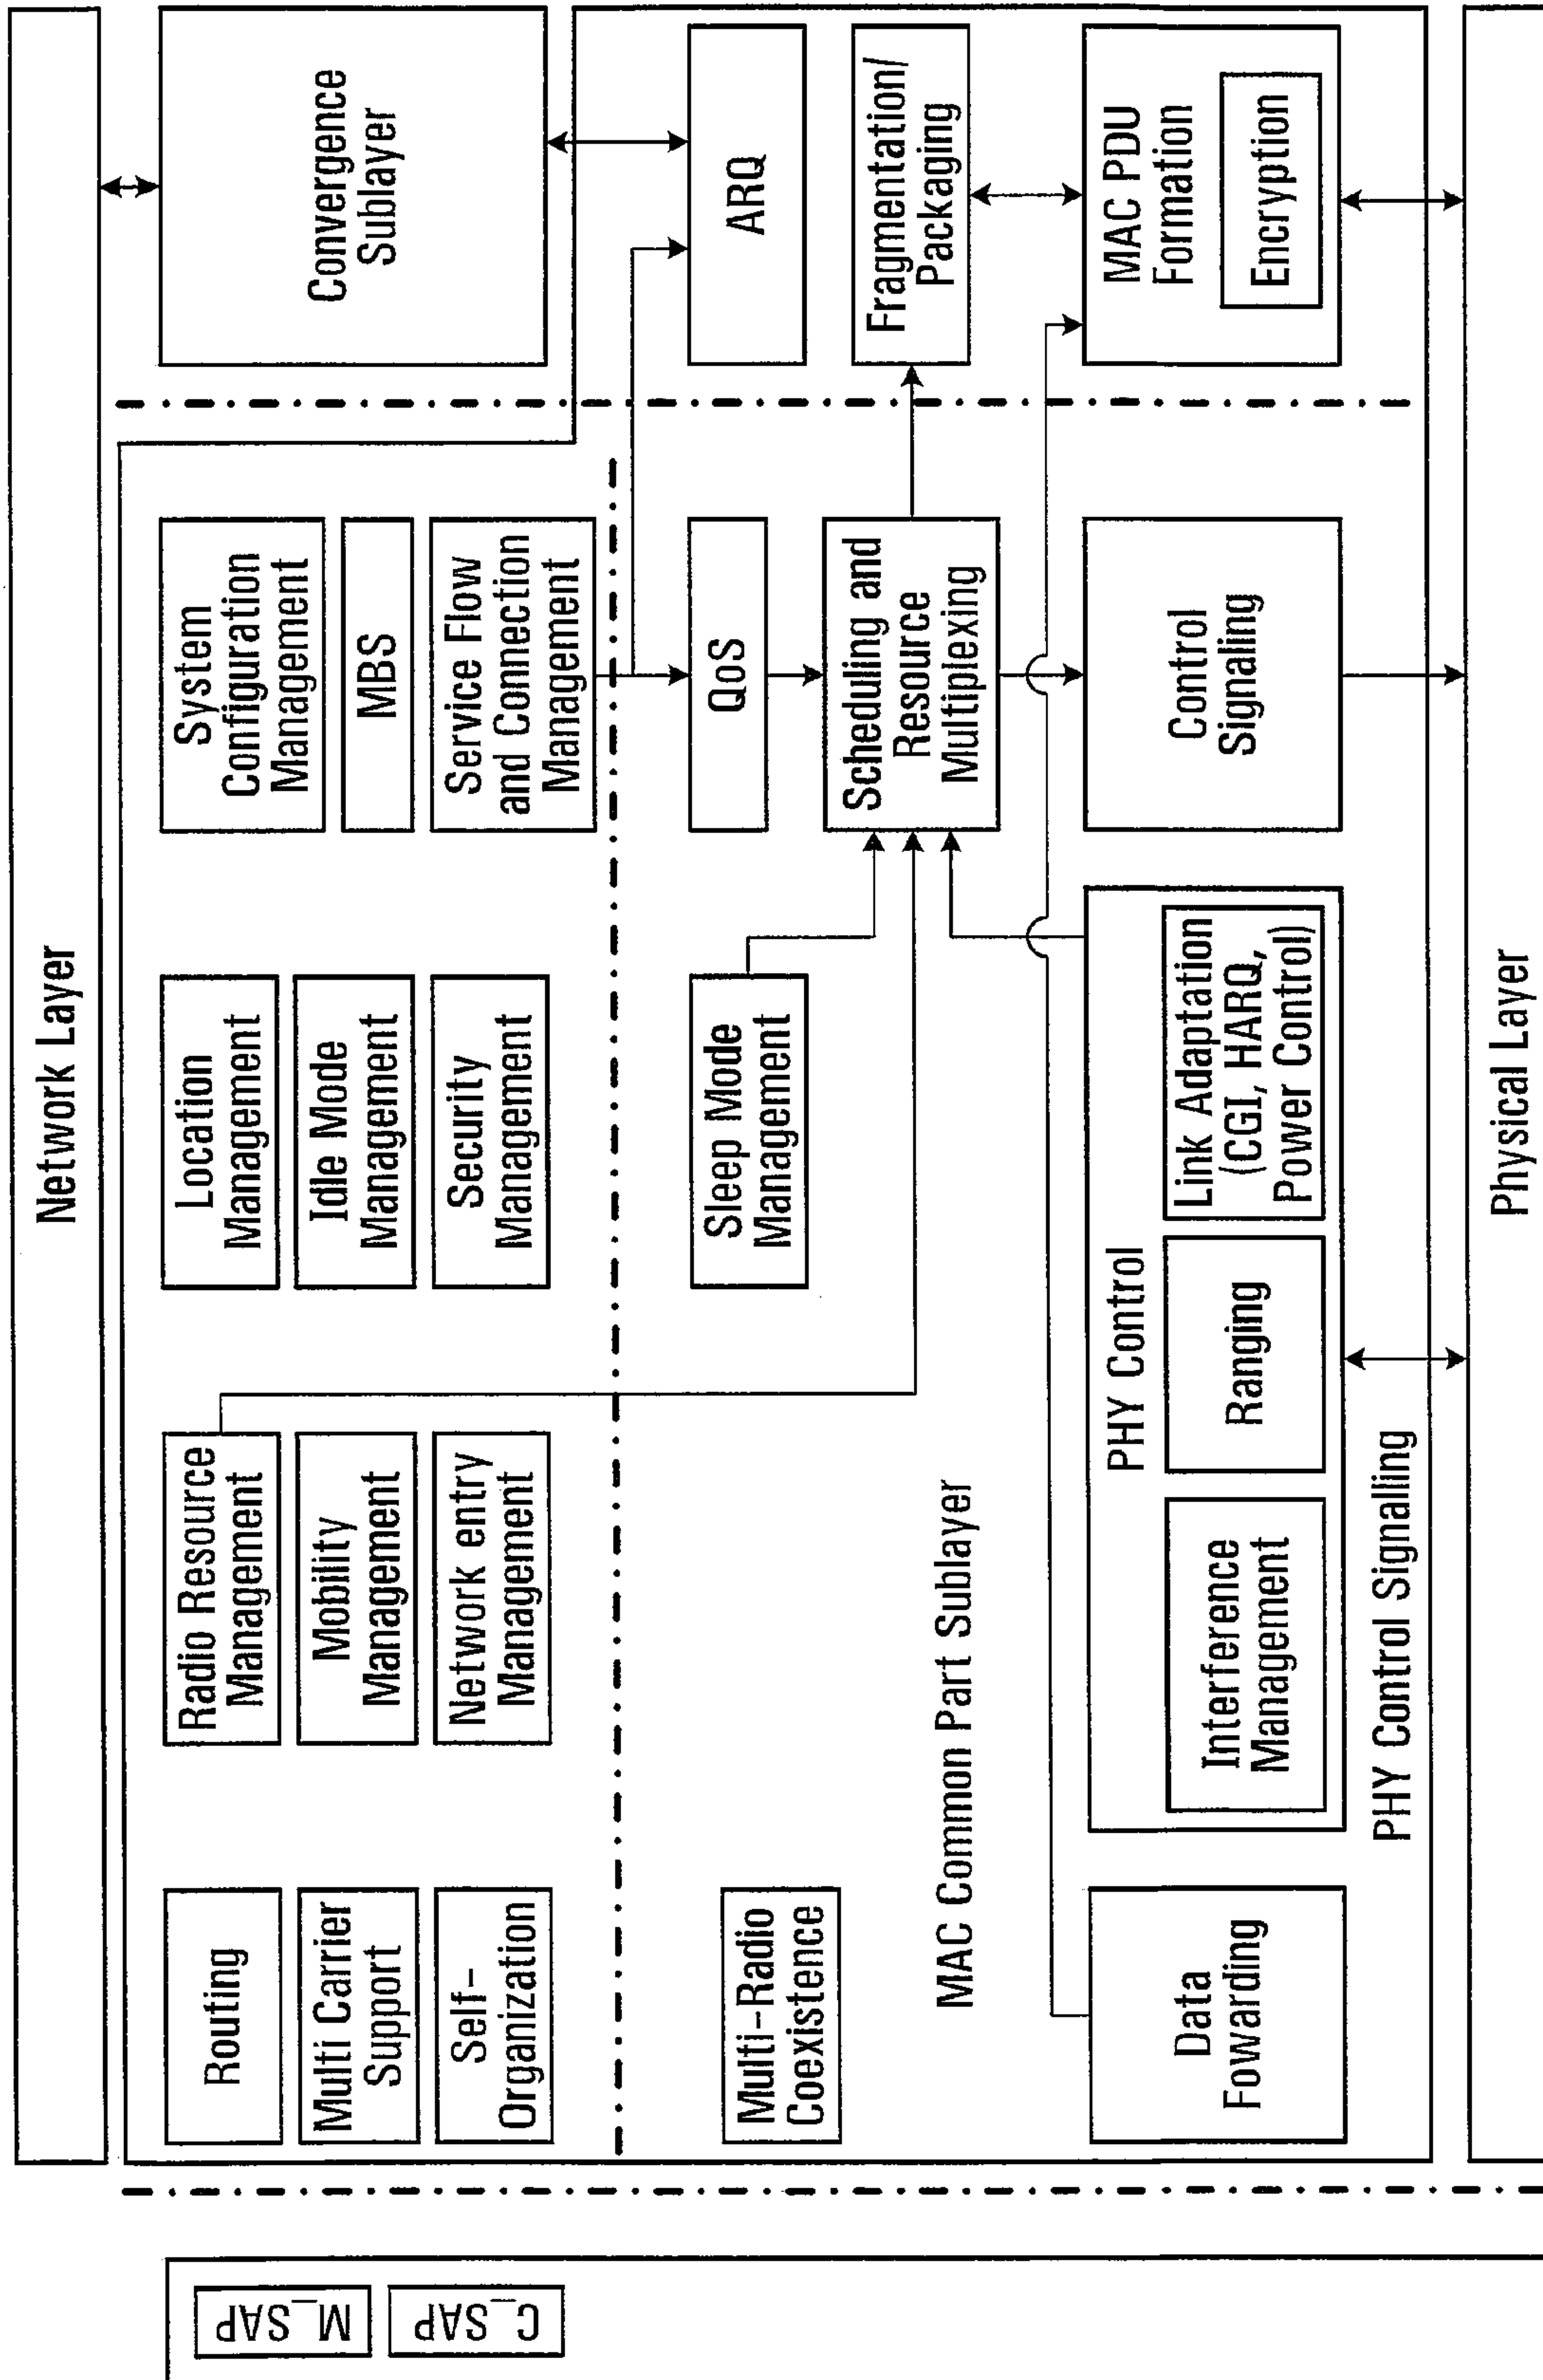 Network Layer
Routing
Multi Carrier
Support
Self-
Organization
Radio Resource
Management
Mobility
Management
Network entry
Management
Location
Management
Idle Mode
Management
Security
Management
System
Configuration
Management
MBS
Service Flow
and Connection
Management
Convergence
Sublayer
Multi-Radio
Coexistence
Sleep Mode
Management
QoS
ARQ
Scheduling and
Resource
Multiplexing
Fragmentation/
Packaging
MAC Common Part Sublayer
Data
Fowarding
PHY Control
Interference
Management
Ranging
Link Adaptation
(CGI, HARQ,
Power Control)
Control
Signaling
MAC PDU
Formation
Encryption
PHY Control Signalling
Physical Layer
M_SAP
C_SAP